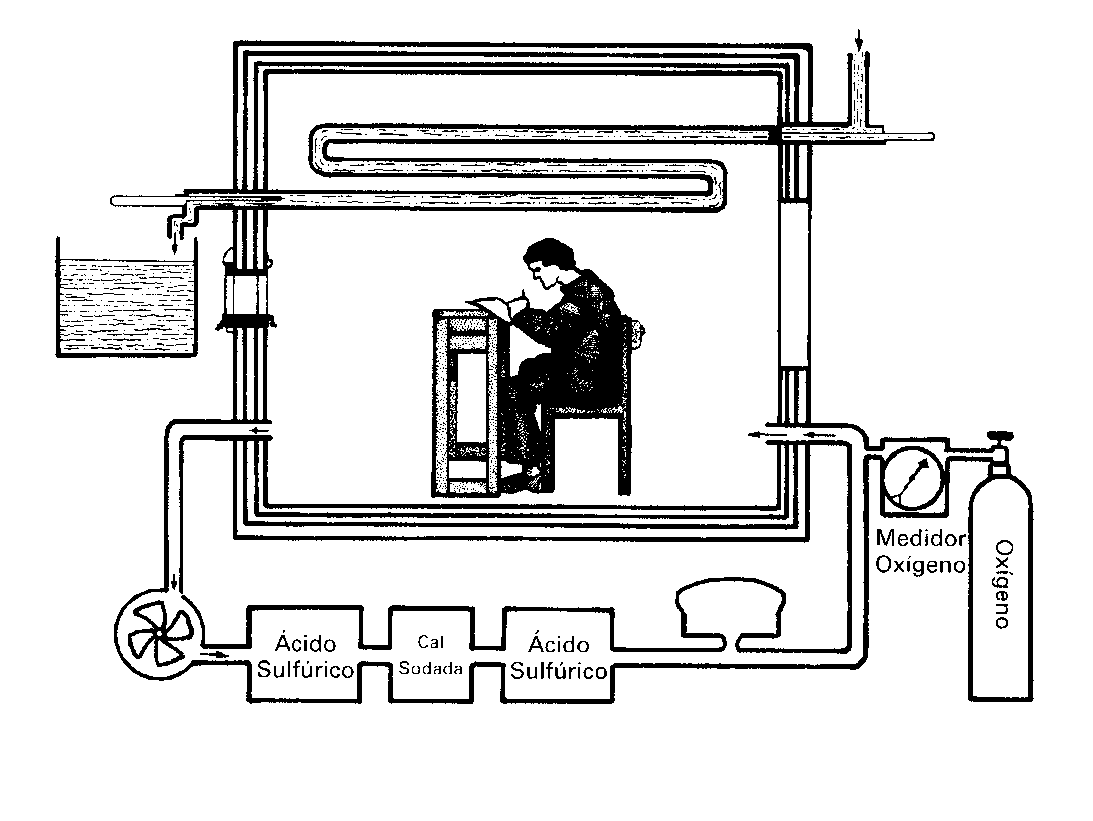 Medidor
Oxígeno
Oxígeno
Ácido
Sulfúrico
Cal
Sodada
Ácido
Sulfúrico